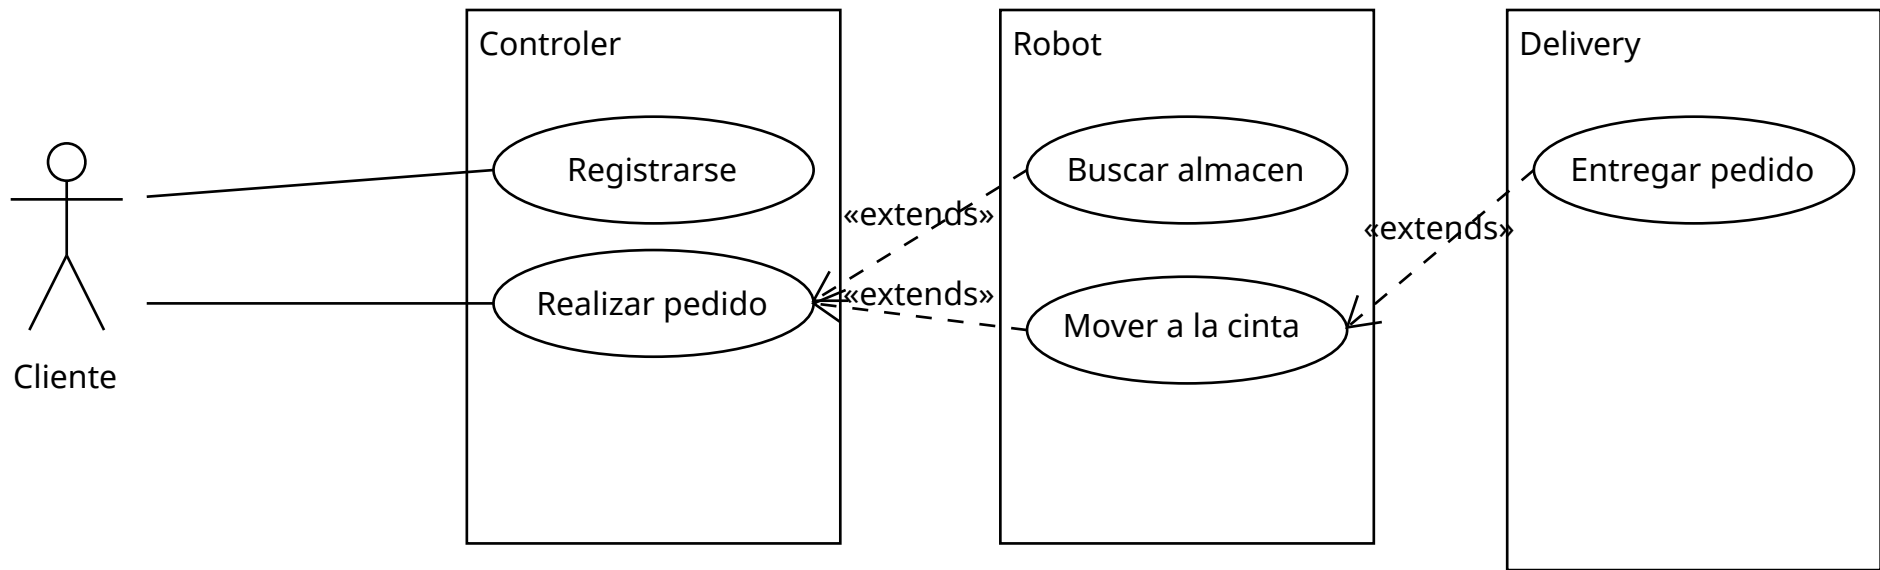 Controler
Robot
Delivery
Registrarse
Buscar almacen
Entregar pedido
«extends»
«extends»
«extends»
Realizar pedido
Mover a la cinta
Cliente